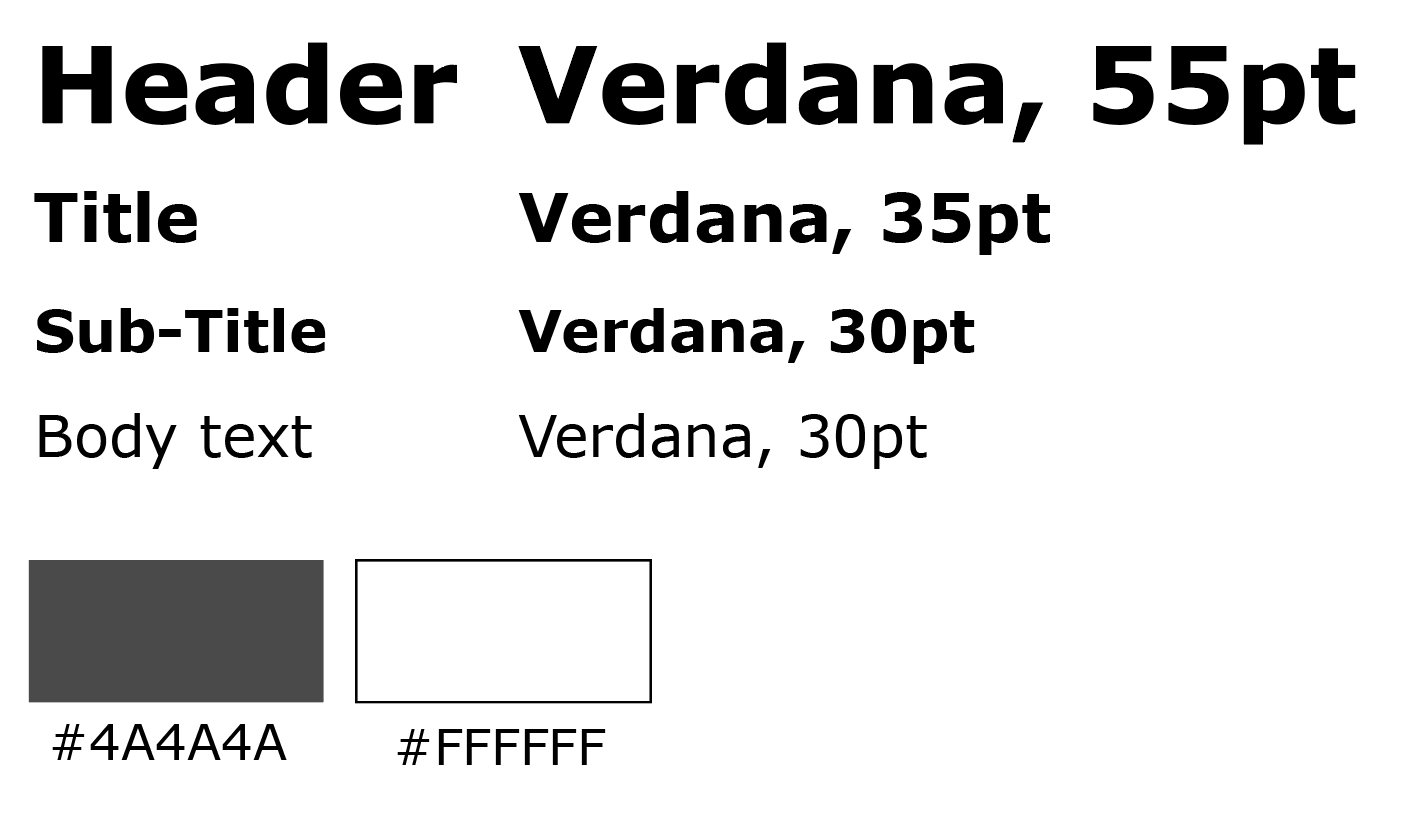 Header Verdana, 55pt
Title Verdana, 35pt
Sub-Title Verdana, 30pt
Body text Verdana, 30pt
#4A4A4A #FFFFFF